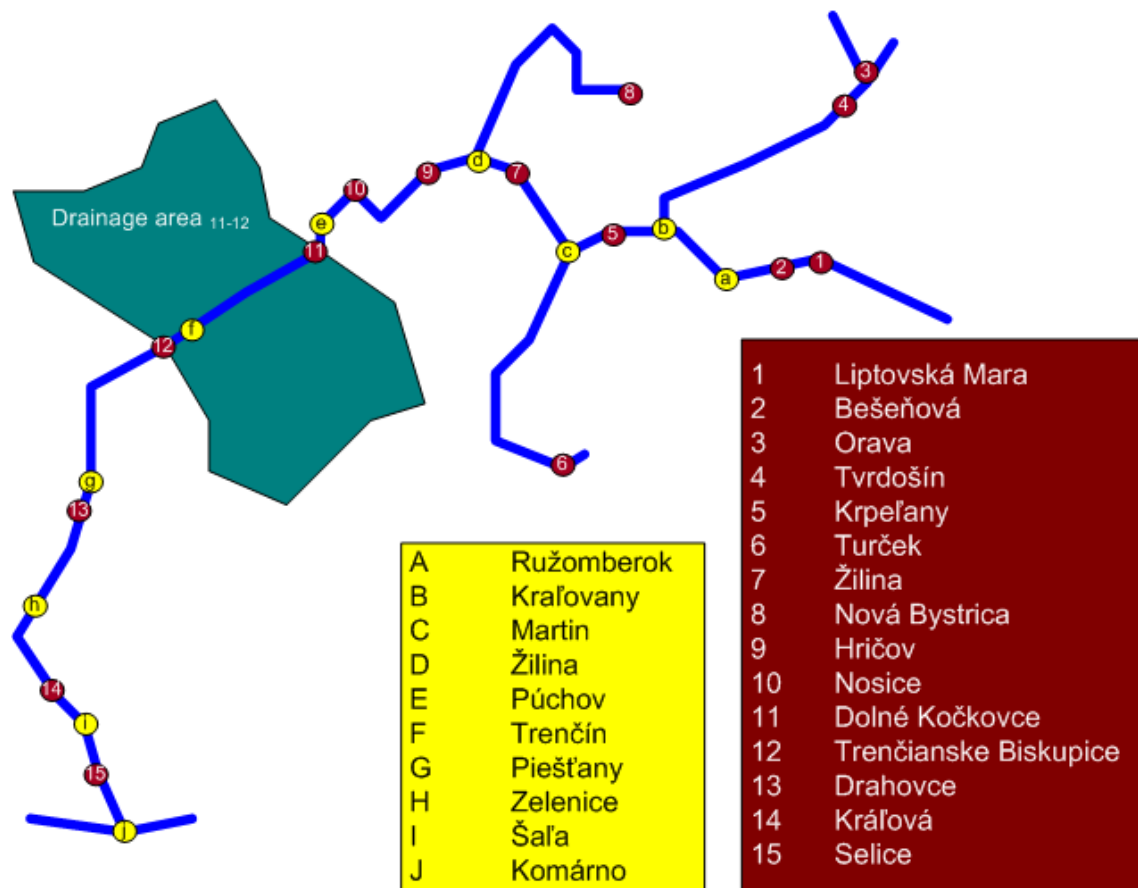 3
4
8
d
9
7
10
Drainage area 11-12
e
b
5
c
11
1
2
a
f
12
6
g
13
h
14
i
15
j
A Ružomberok
B Kraľovany
C Martin
D Žilina
E Púchov
F Trenčín
G Piešťany
H Zelenice
I Šaľa
J Komárno
1 Liptovská Mara
2 Bešeňová
3 Orava
4 Tvrdošín
5 Krpeľany
6 Turček
7 Žilina
8 Nová Bystrica
9 Hričov
10 Nosice
11 Dolné Kočkovce
12 Trenčianske Biskupice
13 Drahovce
14 Kráľová
15 Selice